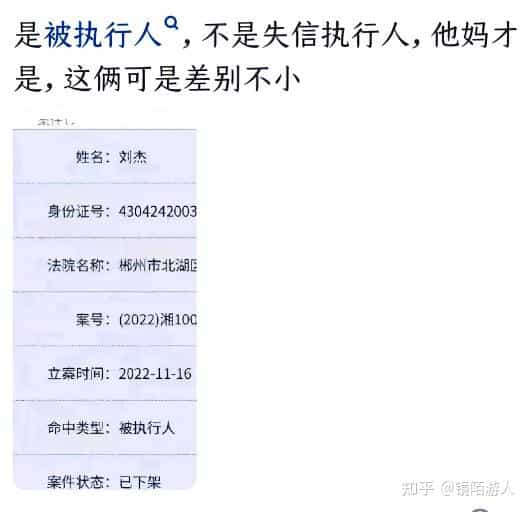 是被执行人，不是失信执行人，他妈才
是，这俩可是差别不小
姓名：刘杰
身份证号：4304242003
法院名称：郴州市北湖区
案号：(2022)湘100
立案时间：2022-11-16
命中类型：被执行人
案件状态：已下架
知乎 @镜陌游人